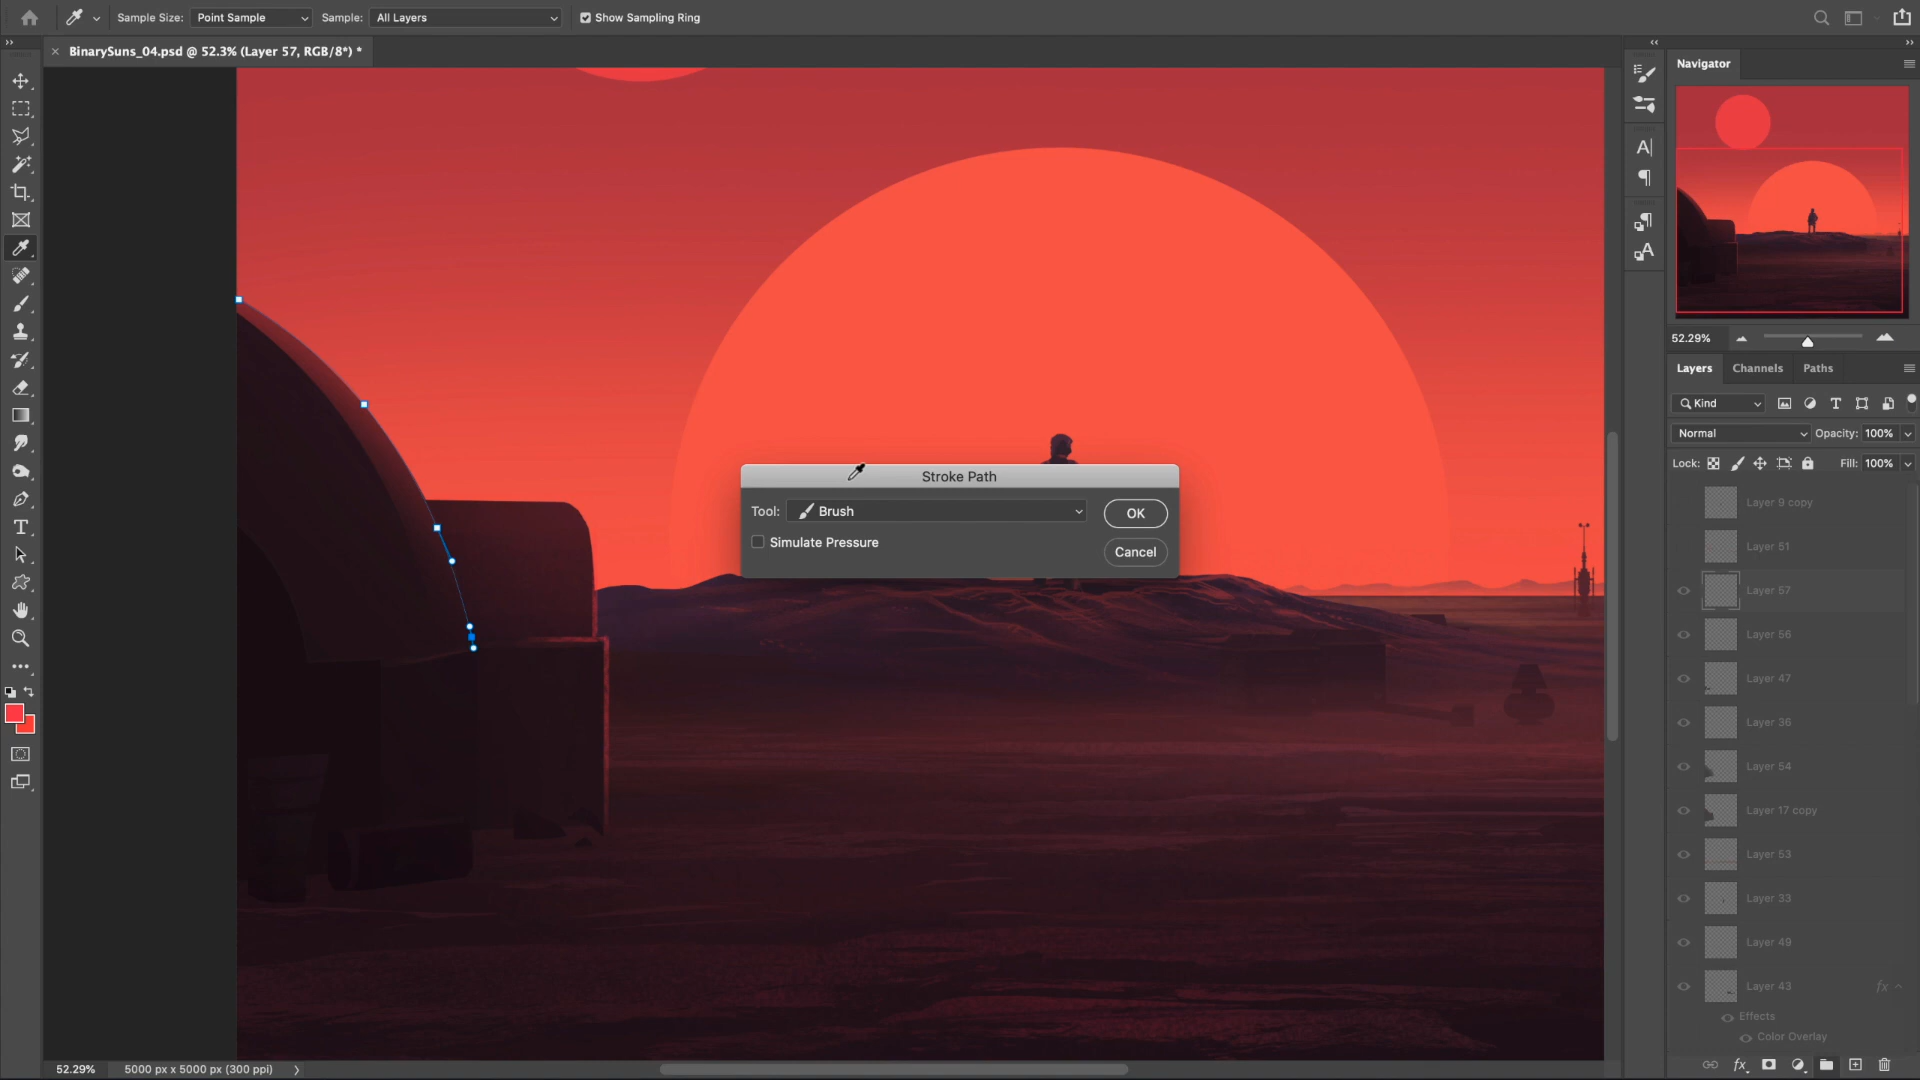 Sample Size: Point Sample Sample: All Layers Show Sampling Ring
BinarySuns_04.psd @ 52.3% (Layer 57, RGB/8*) *
Navigator
52.29%
Layers Channels Paths
Kind
Normal Opacity: 100%
Lock: Fill: 100%
Layer 9 copy
Layer 51
Layer 57
Layer 56
Layer 47
Layer 36
Layer 54
Layer 17 copy
Layer 53
Layer 33
Layer 49
Layer 43 fx
Effects
Color Overlay
Stroke Path
Tool: Brush OK
Simulate Pressure
Cancel
52.29% 5000 px x 5000 px (300 ppi)